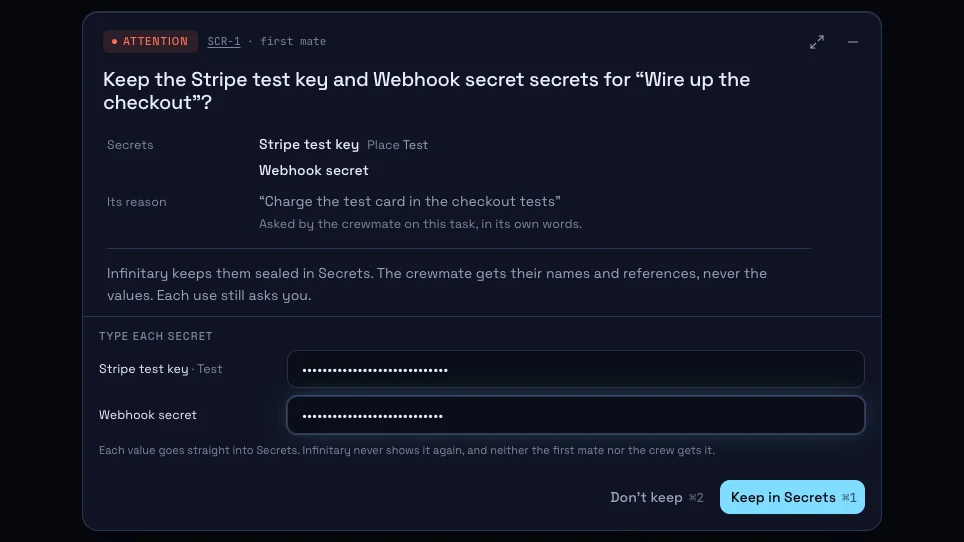 ATTENTION SCR-1 · first mate
Keep the Stripe test key and Webhook secret secrets for “Wire up the
checkout”?
Secrets Stripe test key Place Test
Webhook secret
Its reason “Charge the test card in the checkout tests”
Asked by the crewmate on this task, in its own words.
Infinitary keeps them sealed in Secrets. The crewmate gets their names and references, never the
values. Each use still asks you.
TYPE EACH SECRET
Stripe test key · Test •••••••••••••••••••••••••••••
Webhook secret ••••••••••••••••••••••••••••
Each value goes straight into Secrets. Infinitary never shows it again, and neither the first mate nor the crew gets it.
Don’t keep ⌘2 Keep in Secrets ⌘1